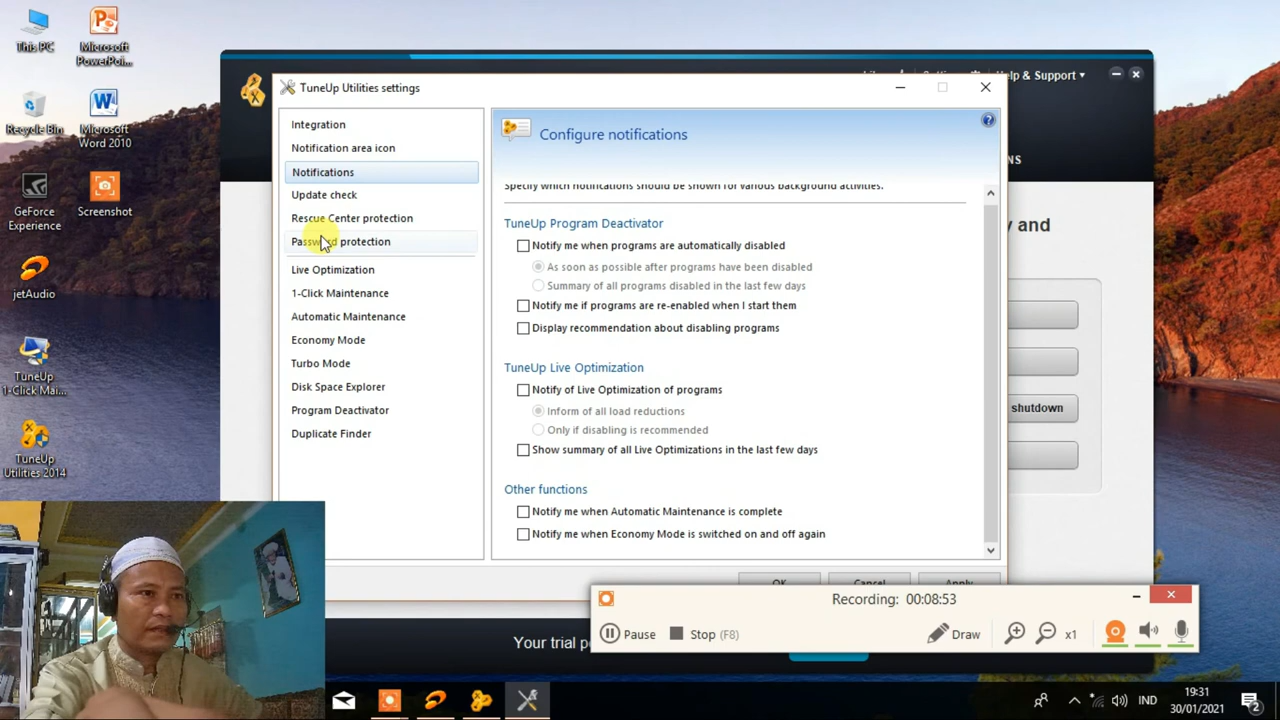 This PC
Microsoft
PowerPoi...
Recycle Bin
Microsoft
Word 2010
GeForce
Experience
Screenshot
jetAudio
TuneUp
1-Click Mai...
TuneUp
Utilities 2014
Help & Support
TuneUp Utilities settings
Integration
Notification area icon
Notifications
Update check
Rescue Center protection
Password protection
Live Optimization
1-Click Maintenance
Automatic Maintenance
Economy Mode
Turbo Mode
Disk Space Explorer
Program Deactivator
Duplicate Finder
Configure notifications
Specify which notifications should be shown for various background activities.
TuneUp Program Deactivator
Notify me when programs are automatically disabled
As soon as possible after programs have been disabled
Summary of all programs disabled in the last few days
Notify me if programs are re-enabled when I start them
Display recommendation about disabling programs
TuneUp Live Optimization
Notify of Live Optimization of programs
Inform of all load reductions
Only if disabling is recommended
Show summary of all Live Optimizations in the last few days
Other functions
Notify me when Automatic Maintenance is complete
Notify me when Economy Mode is switched on and off again
OK
Cancel
Apply
NS
y and
shutdown
Your trial pe
Recording: 00:08:53
Pause
Stop (F8)
Draw
x1
IND
19:31
30/01/2021
2